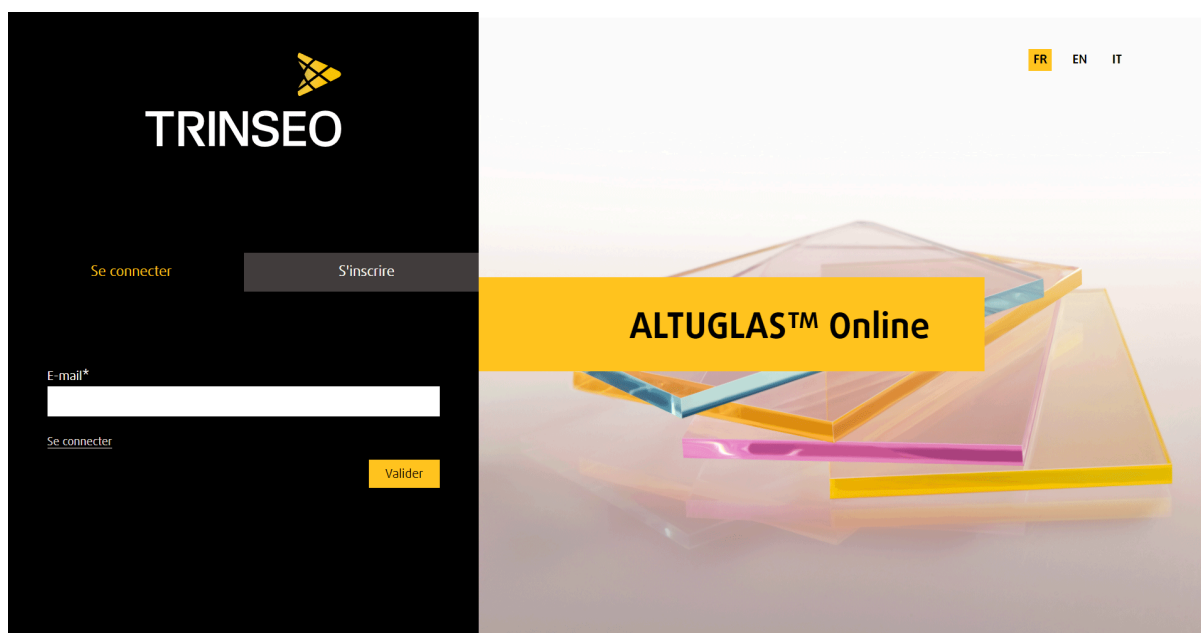 TRINSEO
FR EN IT
Se connecter
S'inscrire
ALTUGLAS™ Online
E-mail*
Se connecter
Valider